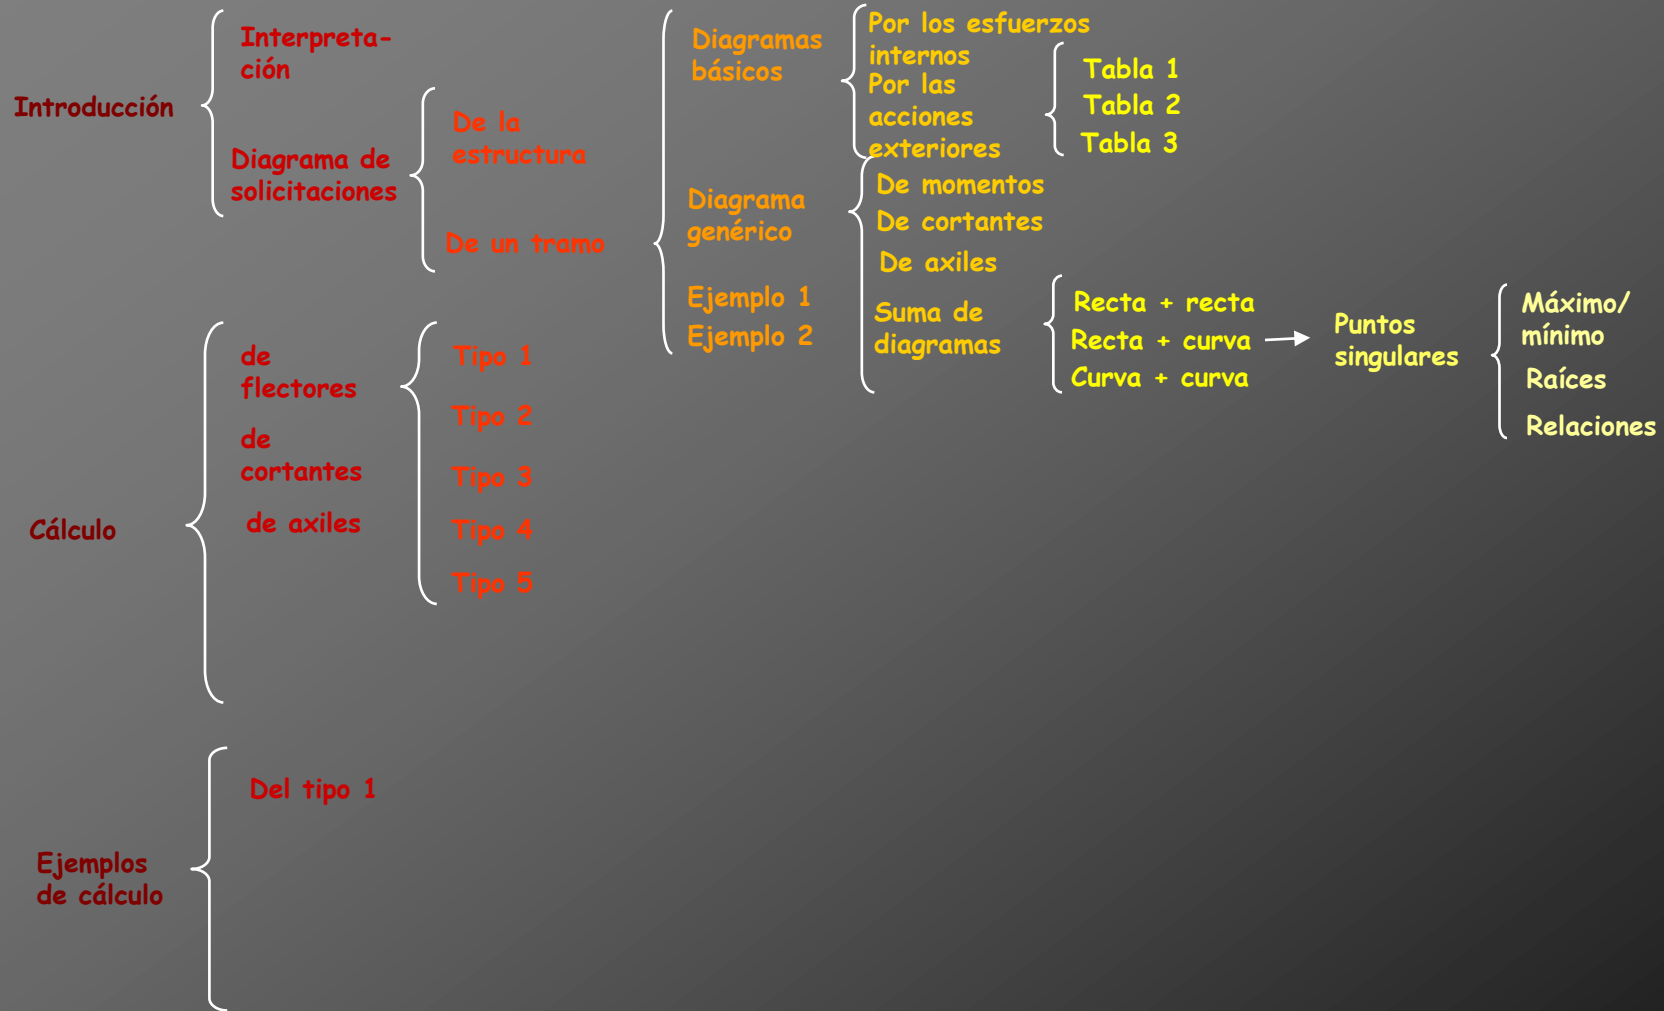 Introducción
Interpreta-
ción
Diagrama de
solicitaciones
De la
estructura
De un tramo
Diagramas
básicos
Por los esfuerzos
internos
Por las
acciones
exteriores
Tabla 1
Tabla 2
Tabla 3
Diagrama
genérico
De momentos
De cortantes
De axiles
Suma de
diagramas
Recta + recta
Recta + curva
Curva + curva
Puntos
singulares
Máximo/
mínimo
Raíces
Relaciones
Ejemplo 1
Ejemplo 2
Cálculo
de
flectores
Tipo 1
Tipo 2
Tipo 3
Tipo 4
Tipo 5
de
cortantes
de axiles
Ejemplos
de cálculo
Del tipo 1